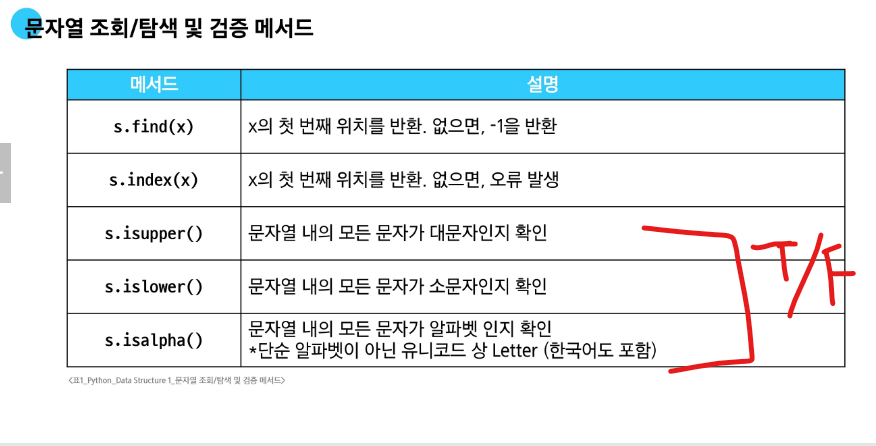 문자열 조회/탐색 및 검증 메서드
메서드 설명
s.find(x) x의 첫 번째 위치를 반환. 없으면, -1을 반환
s.index(x) x의 첫 번째 위치를 반환. 없으면, 오류 발생
s.isupper() 문자열 내의 모든 문자가 대문자인지 확인
s.islower() 문자열 내의 모든 문자가 소문자인지 확인
s.isalpha() 문자열 내의 모든 문자가 알파벳 인지 확인
*단순 알파벳이 아닌 유니코드 상 Letter (한국어도 포함)
T/F
<표1_Python_Data Structure 1_문자열 조회/탐색 및 검증 메서드>